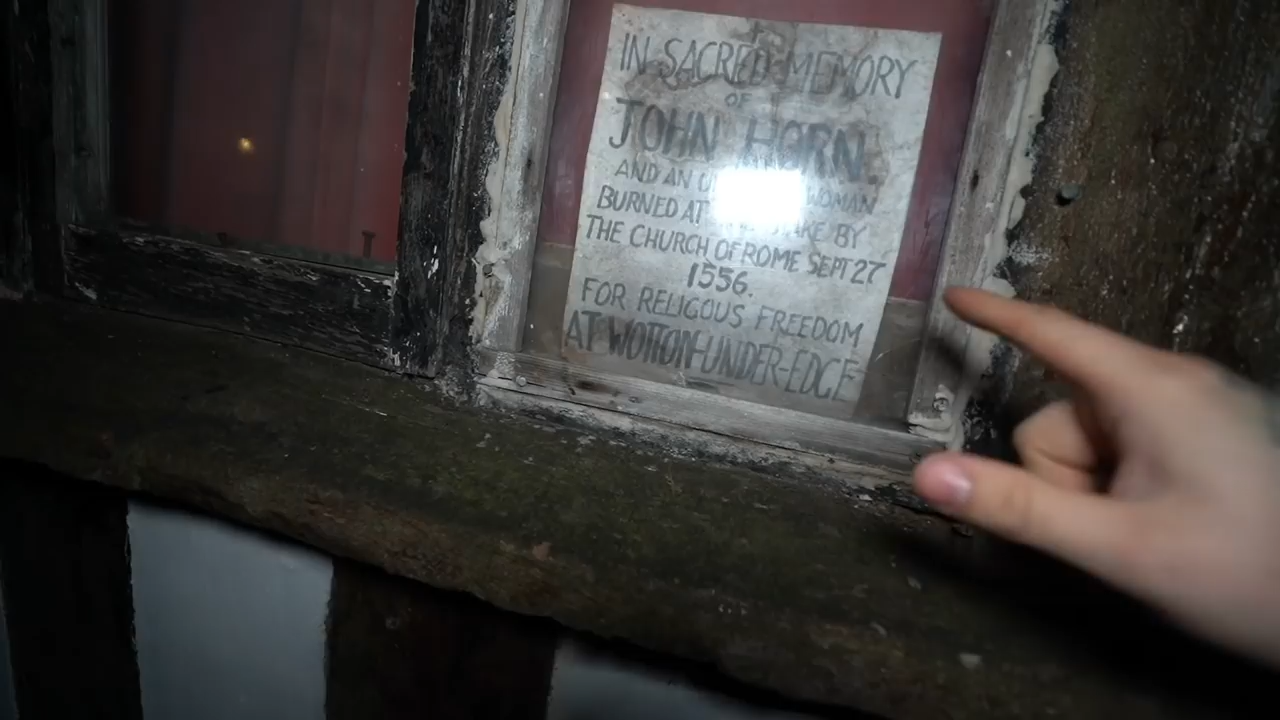 IN SACRED MEMORY
OF
JOHN HORN.
AND AN WOMAN
BURNED AT BY
THE CHURCH OF ROME SEPT 27
1556.
FOR RELIGOUS FREEDOM
AT WOTTON-UNDER-EDGE